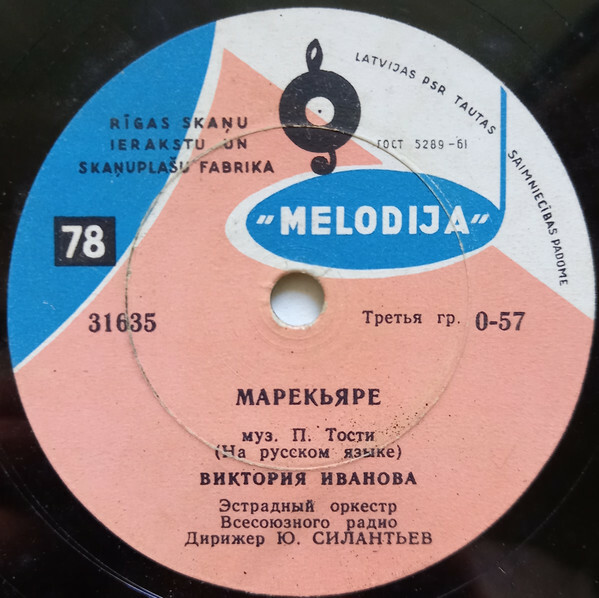 RĪGAS SKAŅU
IERAKSTU UN
SKAŅUPLAŠU FABRIKA
LATVIJAS PSR TAUTAS SAIMNIECĪBAS PADOME
ГОСТ 5289-61
"MELODIJA"
78
31635
Третья гр. 0-57
МАРЕКЬЯРЕ
муз. П. Тости
(На русском языке)
ВИКТОРИЯ ИВАНОВА
Эстрадный оркестр
Всесоюзного радио
Дирижер Ю. СИЛАНТЬЕВ